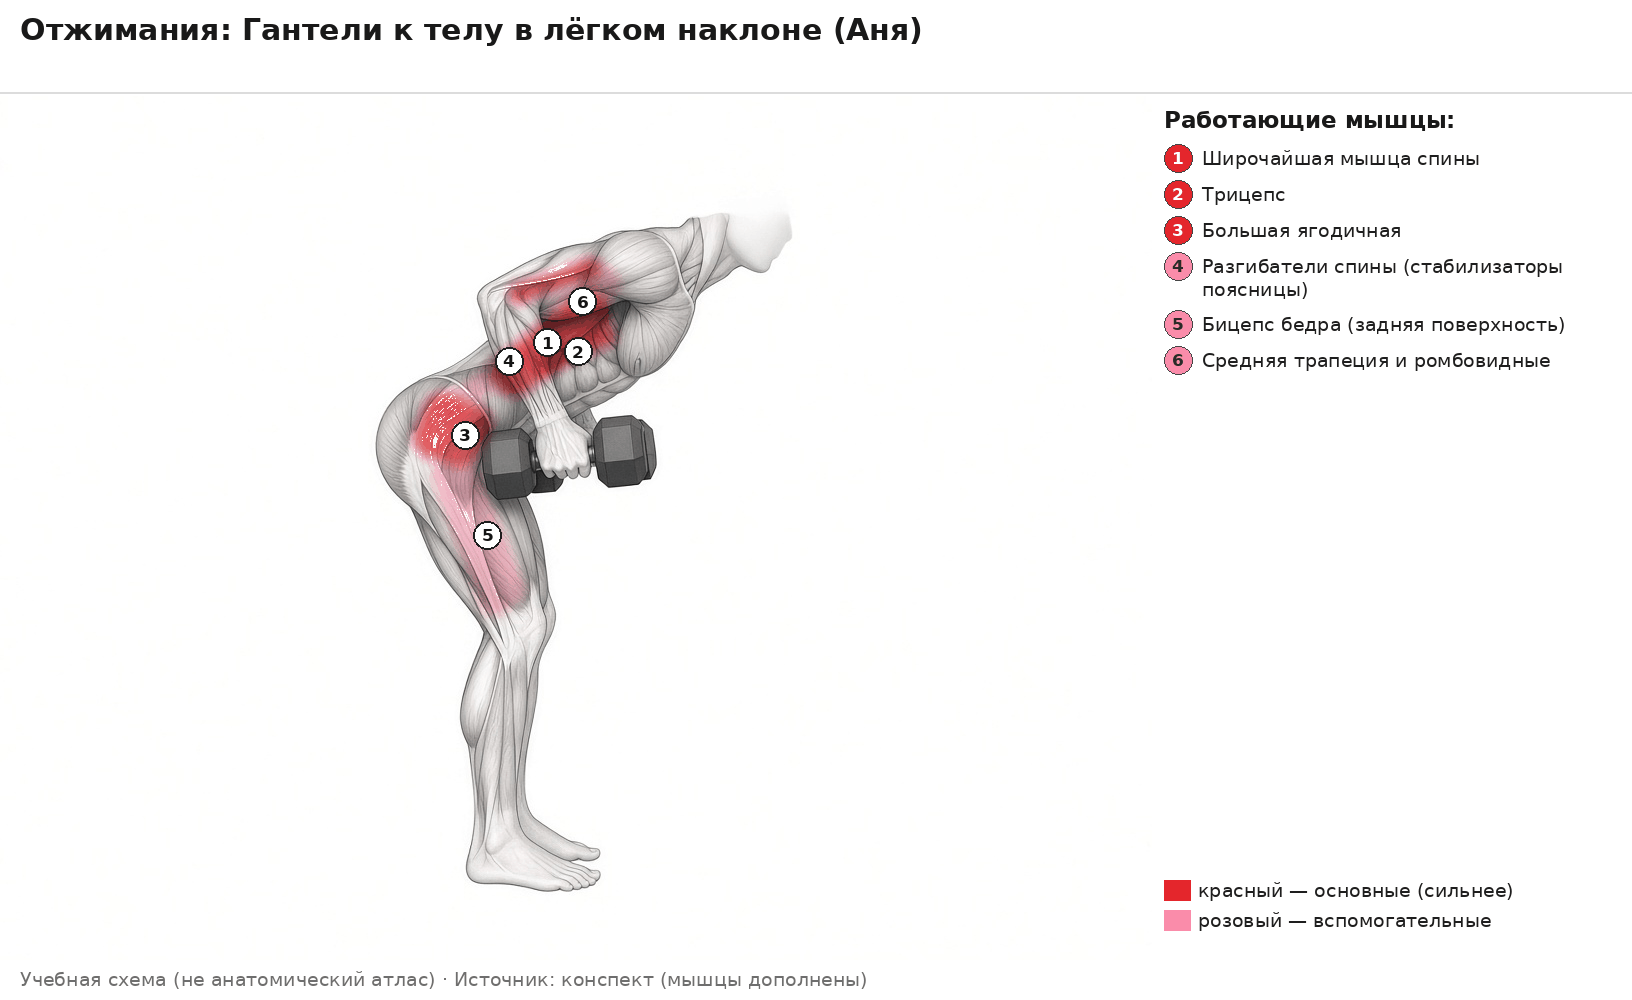 Отжимания: Гантели к телу в лёгком наклоне (Аня)
Работающие мышцы:
1 Широчайшая мышца спины
2 Трицепс
3 Большая ягодичная
4 Разгибатели спины (стабилизаторы
поясницы)
5 Бицепс бедра (задняя поверхность)
6 Средняя трапеция и ромбовидные
6
1
2
4
3
5
красный — основные (сильнее)
розовый — вспомогательные
Учебная схема (не анатомический атлас) · Источник: конспект (мышцы дополнены)